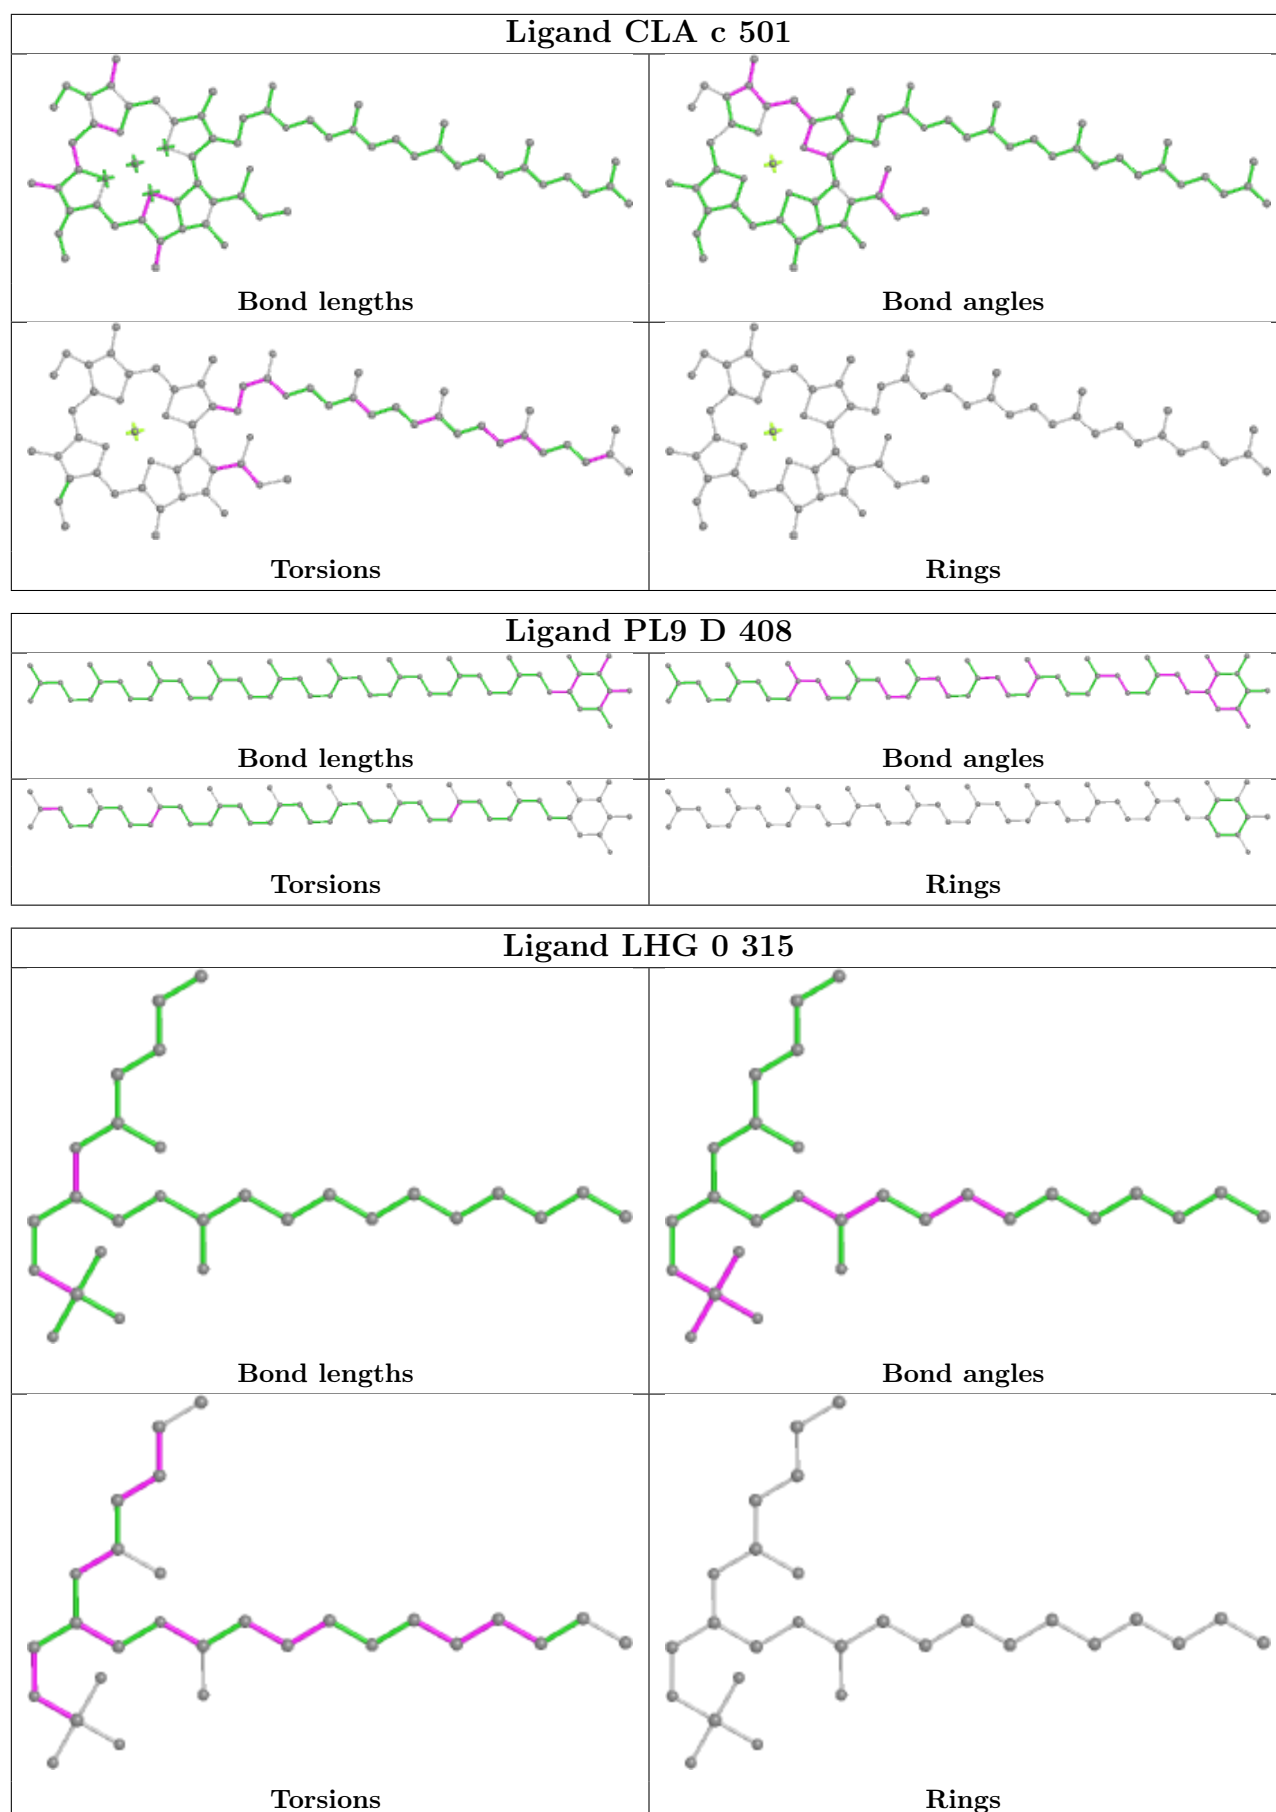 Ligand CLA c 501
Bond lengths
Bond angles
Torsions
Rings
Ligand PL9 D 408
Bond lengths
Bond angles
Torsions
Rings
Ligand LHG 0 315
Bond lengths
Bond angles
Torsions
Rings